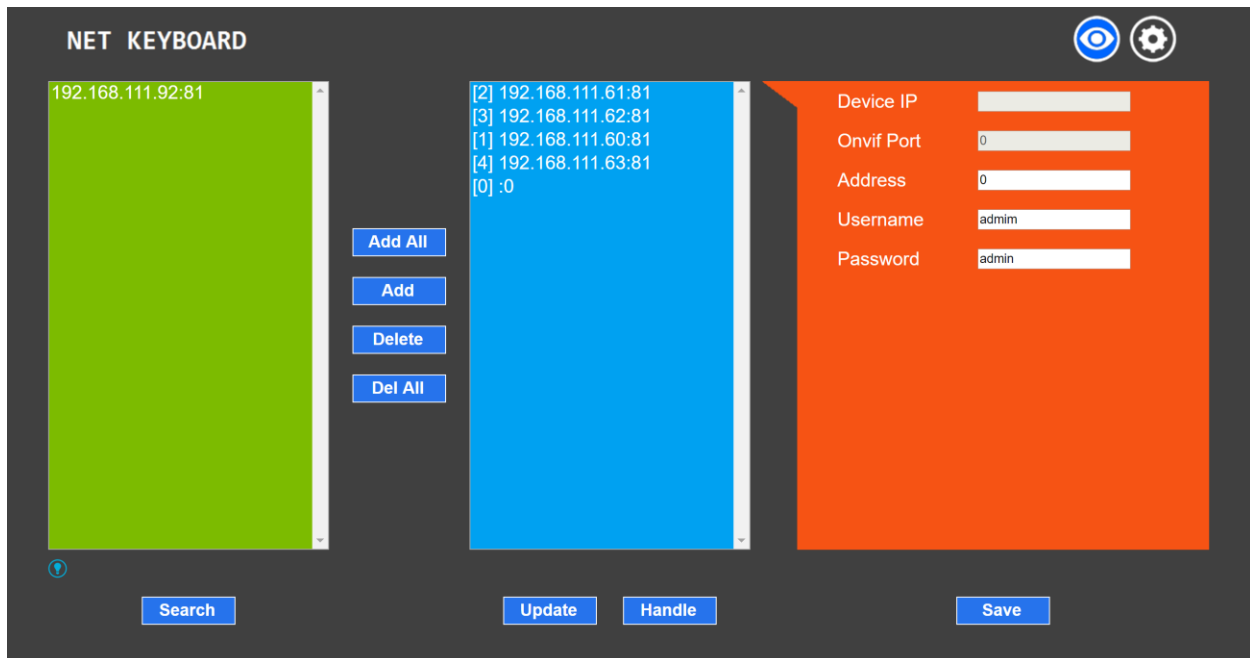 NET KEYBOARD
192.168.111.92:81
[2] 192.168.111.61:81
[3] 192.168.111.62:81
[1] 192.168.111.60:81
[4] 192.168.111.63:81
[0] :0
Add All
Add
Delete
Del All
Device IP
Onvif Port 0
Address 0
Username admim
Password admin
Search
Update
Handle
Save